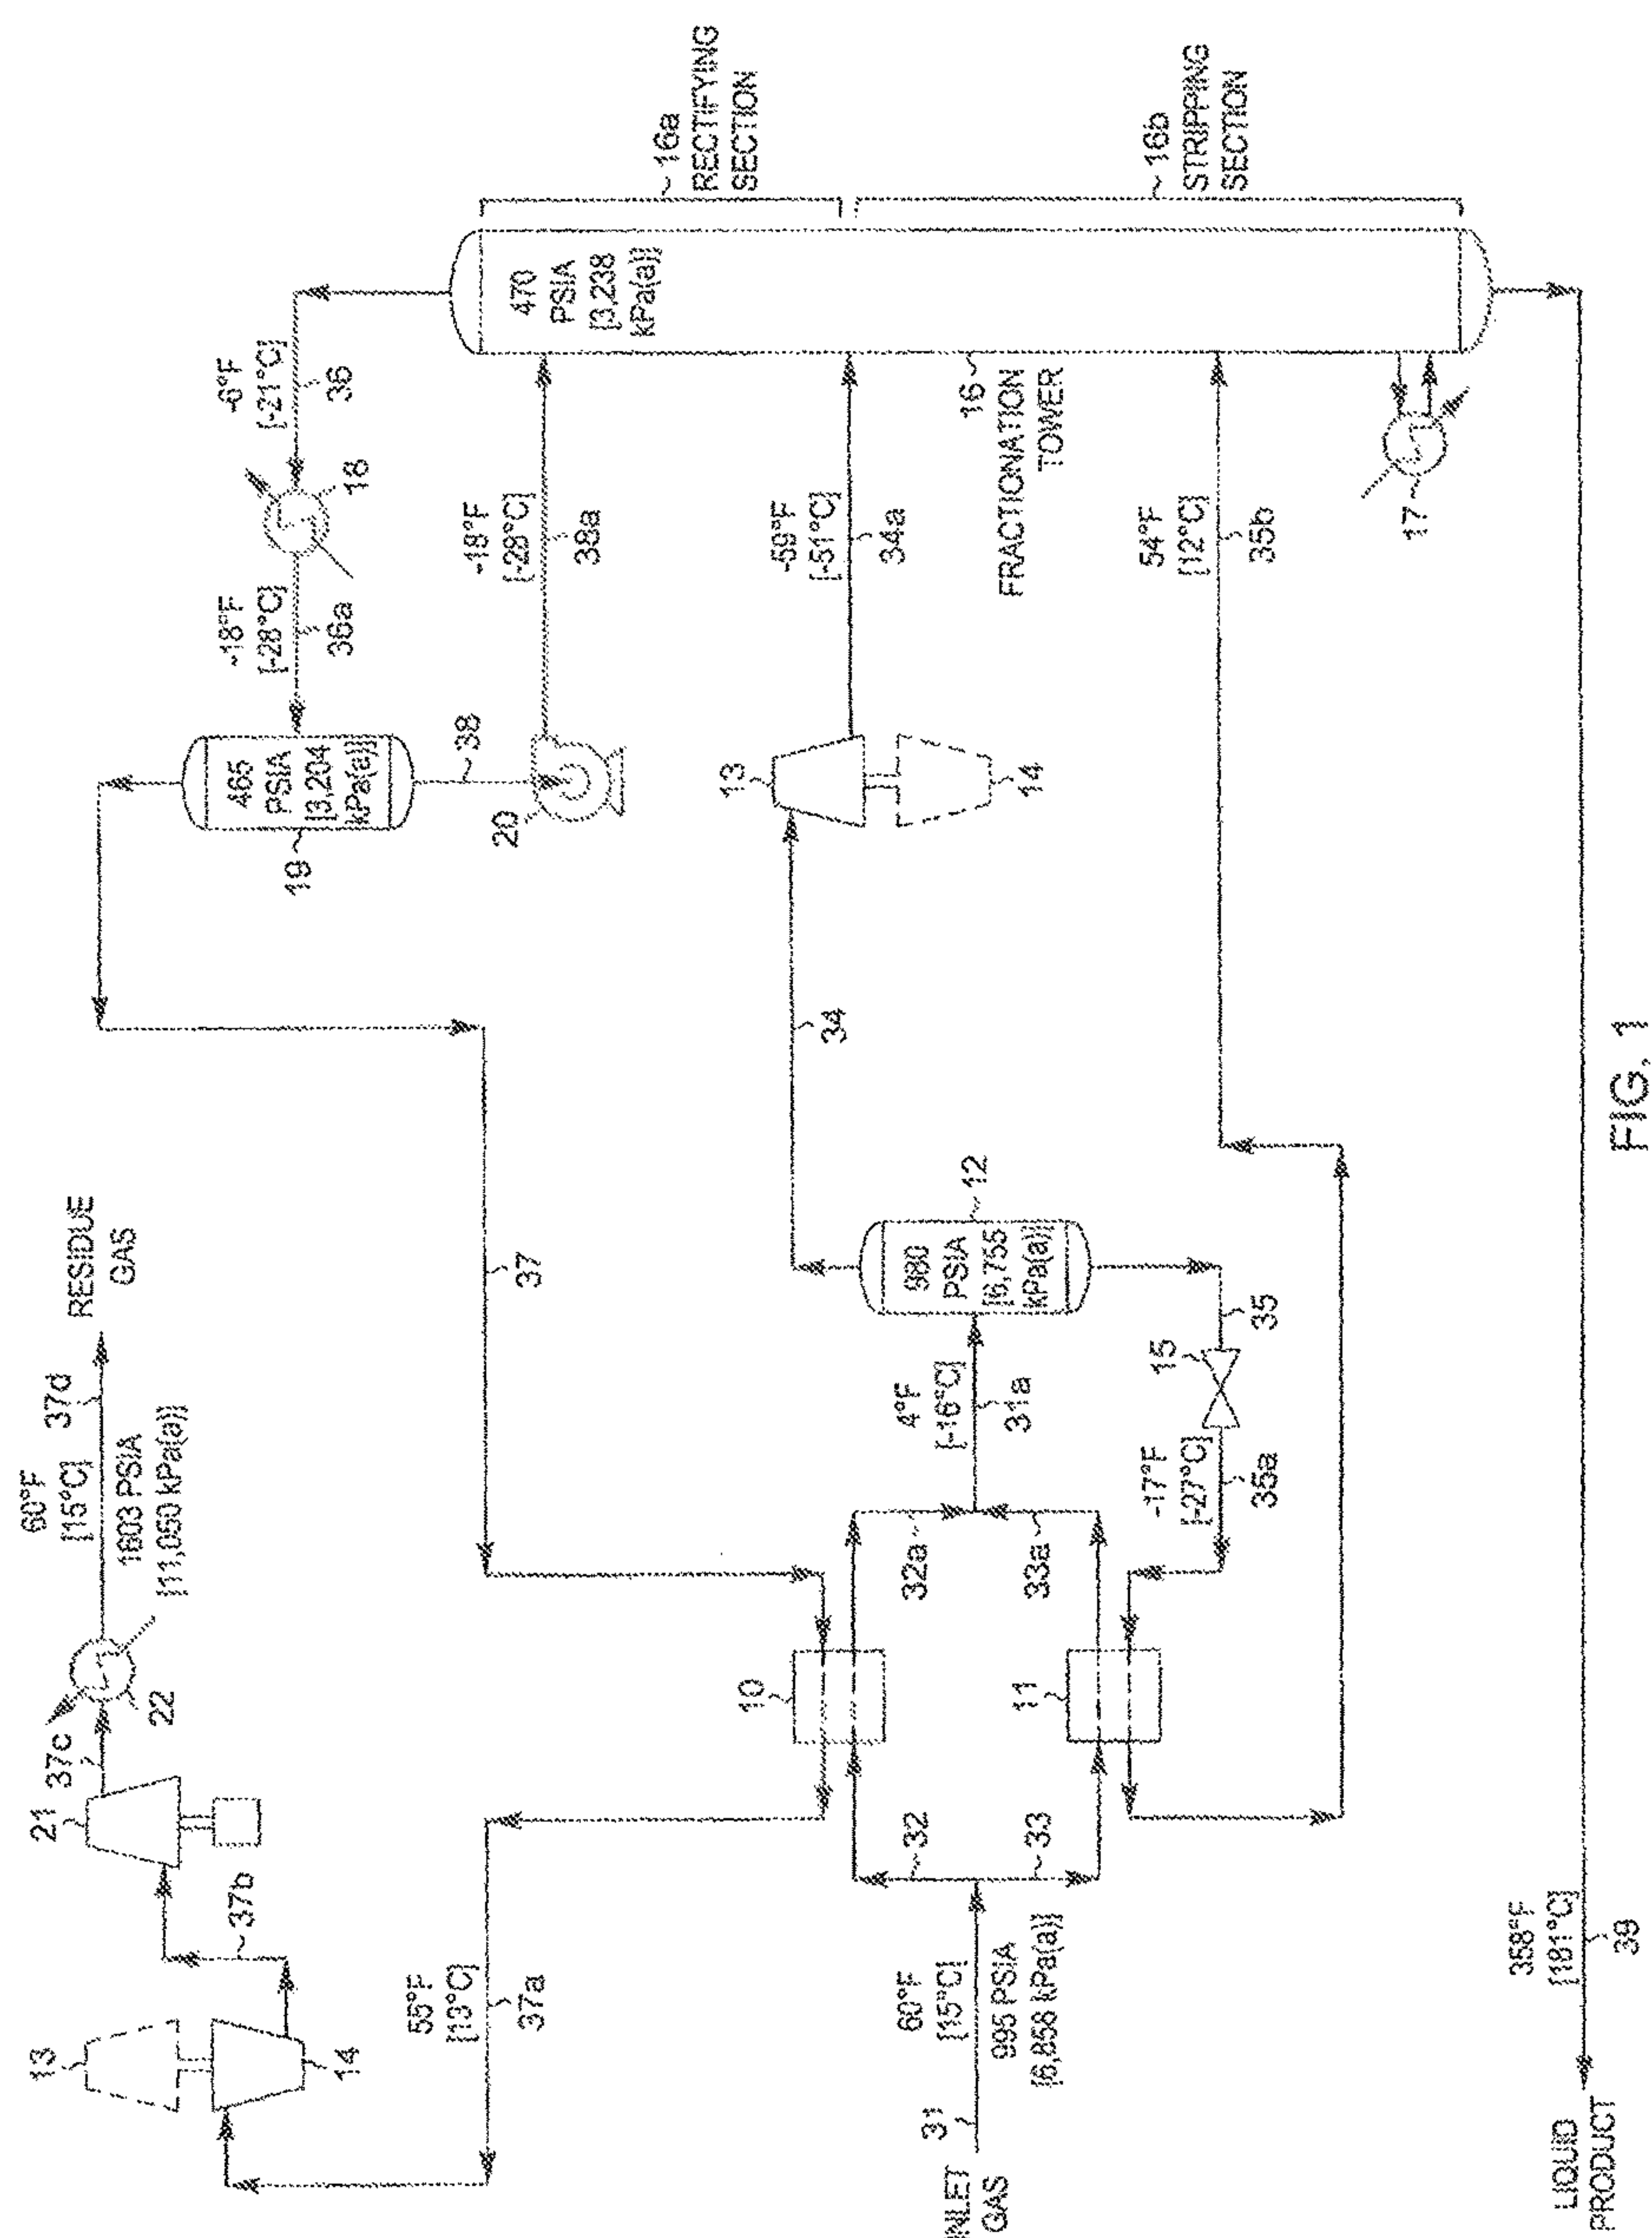 60°F
[15°C] 37d
RESIDUE
GAS
1603 PSIA
[11,050 kPa(a)]
22
37c
21
37b
13
14
55°F
[13°C]
37a
37
465
PSIA
[3,204
kPa(a)]
19
-18°F
[-28°C]
36a
18
-6°F
[-21°C]
36
38
20
-18°F
[-28°C]
38a
470
PSIA
[3,238
kPa(a)]
16a
RECTIFYING
SECTION
16b
STRIPPING
SECTION
16
FRACTIONATION
TOWER
13
14
34
-59°F
[-51°C]
34a
54°F
[12°C]
35b
17
980
PSIA
[6,755
kPa(a)]
12
4°F
[-16°C]
31a
15
35
-17°F
[-27°C]
35a
10
11
32a
33a
32
33
60°F
[15°C]
995 PSIA
[6,858 kPa(a)]
31
INLET
GAS
358°F
[181°C]
39
LIQUID
PRODUCT
FIG. 1